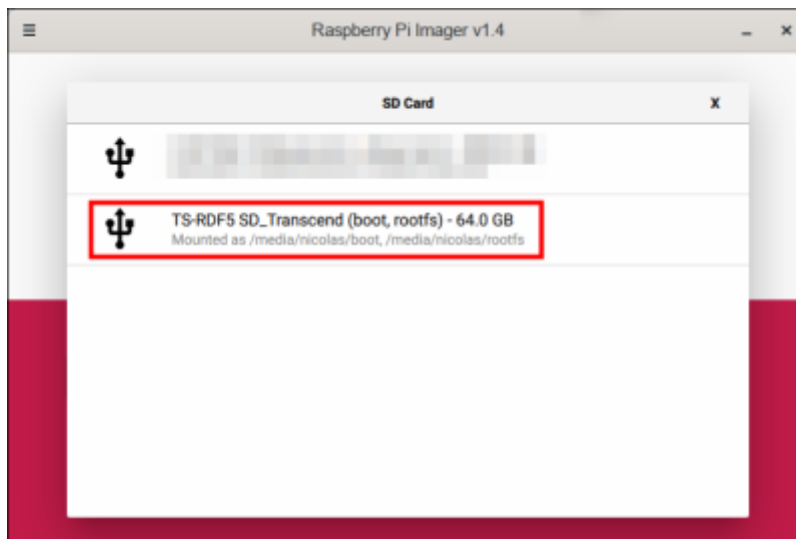 Raspberry Pi Imager v1.4
SD Card
X
TS-RDF5 SD_Transcend (boot, rootfs) - 64.0 GB
Mounted as /media/nicolas/boot, /media/nicolas/rootfs